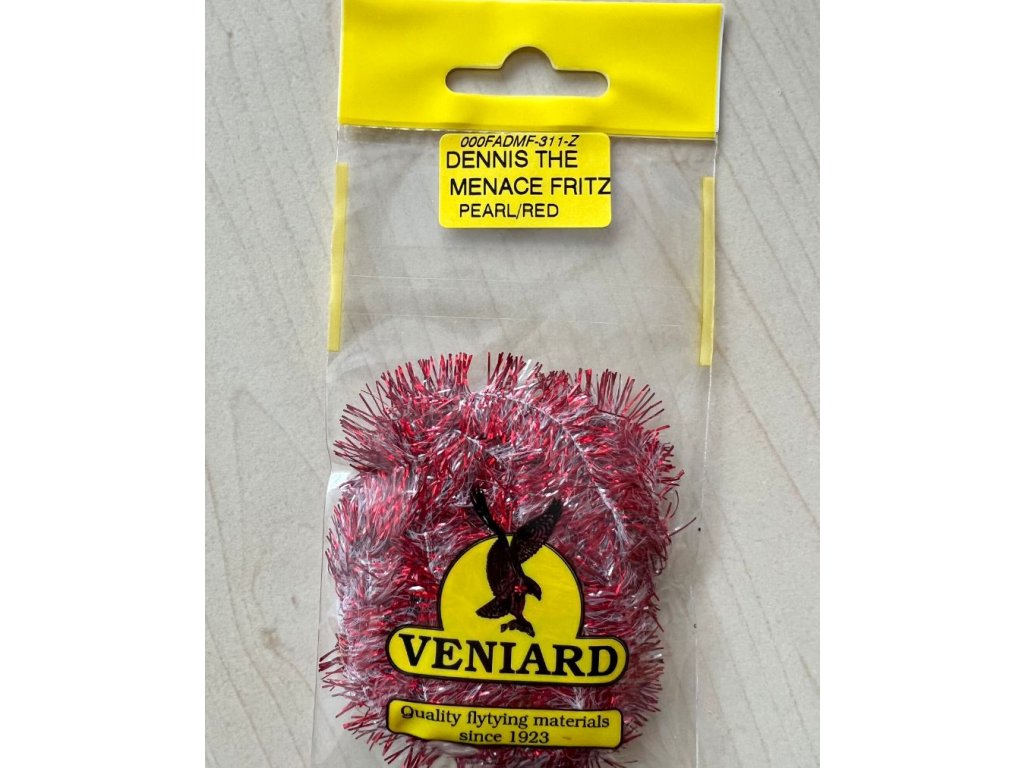 000FADMF-311-Z
DENNIS THE
MENACE FRITZ
PEARL/RED
VENIARD
Quality flytying materials
since 1923